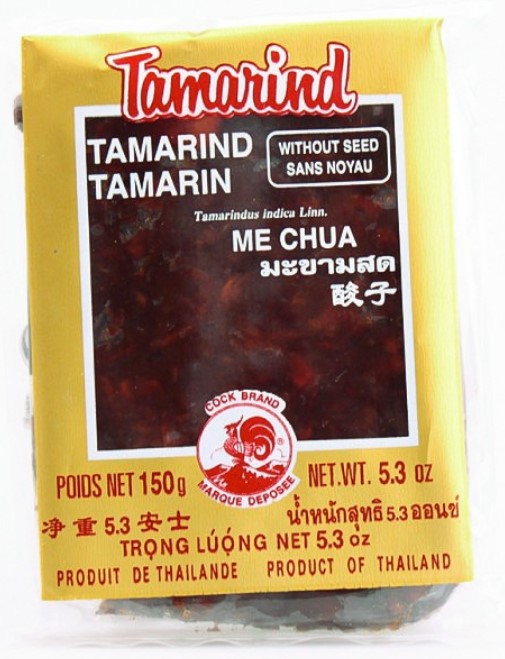 Tamarind
TAMARIND
TAMARIN
WITHOUT SEED
SANS NOYAU
Tamarindus indica Linn.
ME CHUA
มะขามสด
酸子
COCK BRAND
®
MARQUE DEPOSEE
POIDS NET 150g
NET.WT. 5.3 OZ
净重 5.3 安士
น้ำหนักสุทธิ 5.3 ออนซ์
TRỌNG LÚỘNG NET 5.3 oz
PRODUIT DE THAILANDE
PRODUCT OF THAILAND